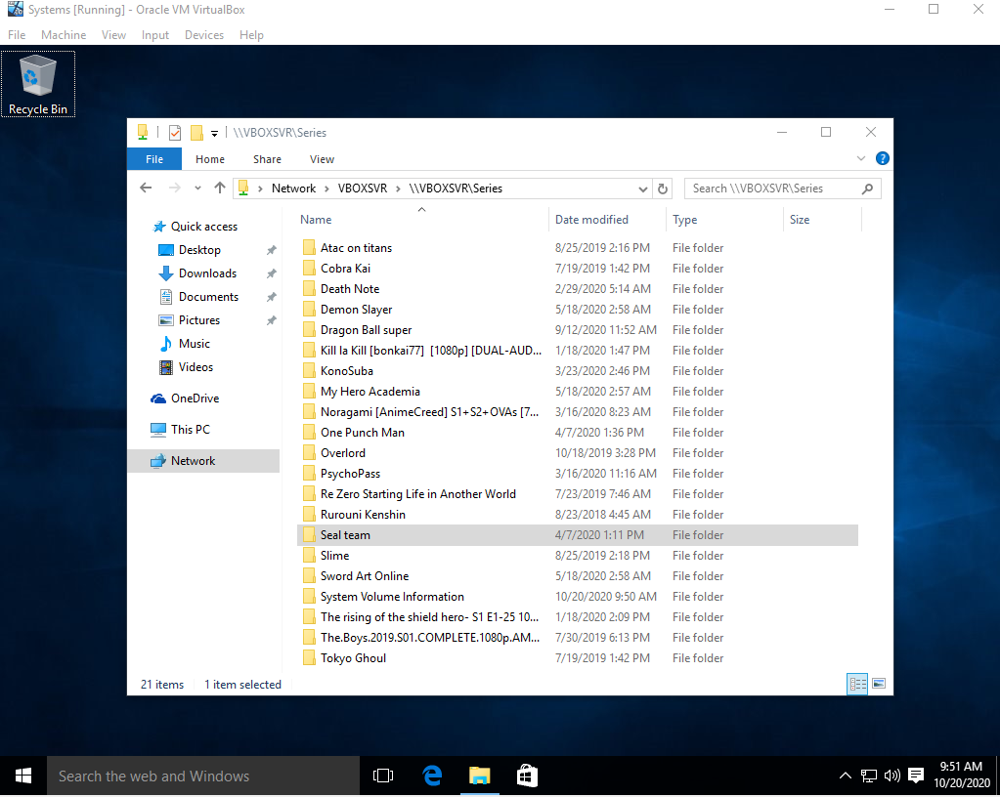 Systems [Running] - Oracle VM VirtualBox
File Machine View Input Devices Help
Recycle Bin
\\VBOXSVR\Series
File Home Share View
Network VBOXSVR \\VBOXSVR\Series Search \\VBOXSVR\Series
Name Date modified Type Size
Quick access
Desktop
Downloads
Documents
Pictures
Music
Videos
OneDrive
This PC
Network
Atac on titans 8/25/2019 2:16 PM File folder
Cobra Kai 7/19/2019 1:42 PM File folder
Death Note 2/29/2020 5:14 AM File folder
Demon Slayer 5/18/2020 2:58 AM File folder
Dragon Ball super 9/12/2020 11:52 AM File folder
Kill la Kill [bonkai77] [1080p] [DUAL-AUD... 1/18/2020 1:47 PM File folder
KonoSuba 3/23/2020 2:46 PM File folder
My Hero Academia 5/18/2020 2:57 AM File folder
Noragami [AnimeCreed] S1+S2+OVAs [7... 3/16/2020 8:23 AM File folder
One Punch Man 4/7/2020 1:36 PM File folder
Overlord 10/18/2019 3:28 PM File folder
PsychoPass 3/16/2020 11:16 AM File folder
Re Zero Starting Life in Another World 7/23/2019 7:46 AM File folder
Rurouni Kenshin 8/23/2018 4:45 AM File folder
Seal team 4/7/2020 1:11 PM File folder
Slime 8/25/2019 2:18 PM File folder
Sword Art Online 5/18/2020 2:58 AM File folder
System Volume Information 10/20/2020 9:50 AM File folder
The rising of the shield hero- S1 E1-25 10... 1/18/2020 2:09 PM File folder
The.Boys.2019.S01.COMPLETE.1080p.AM... 7/30/2019 6:13 PM File folder
Tokyo Ghoul 7/19/2019 1:42 PM File folder
21 items 1 item selected
Search the web and Windows
9:51 AM
10/20/2020